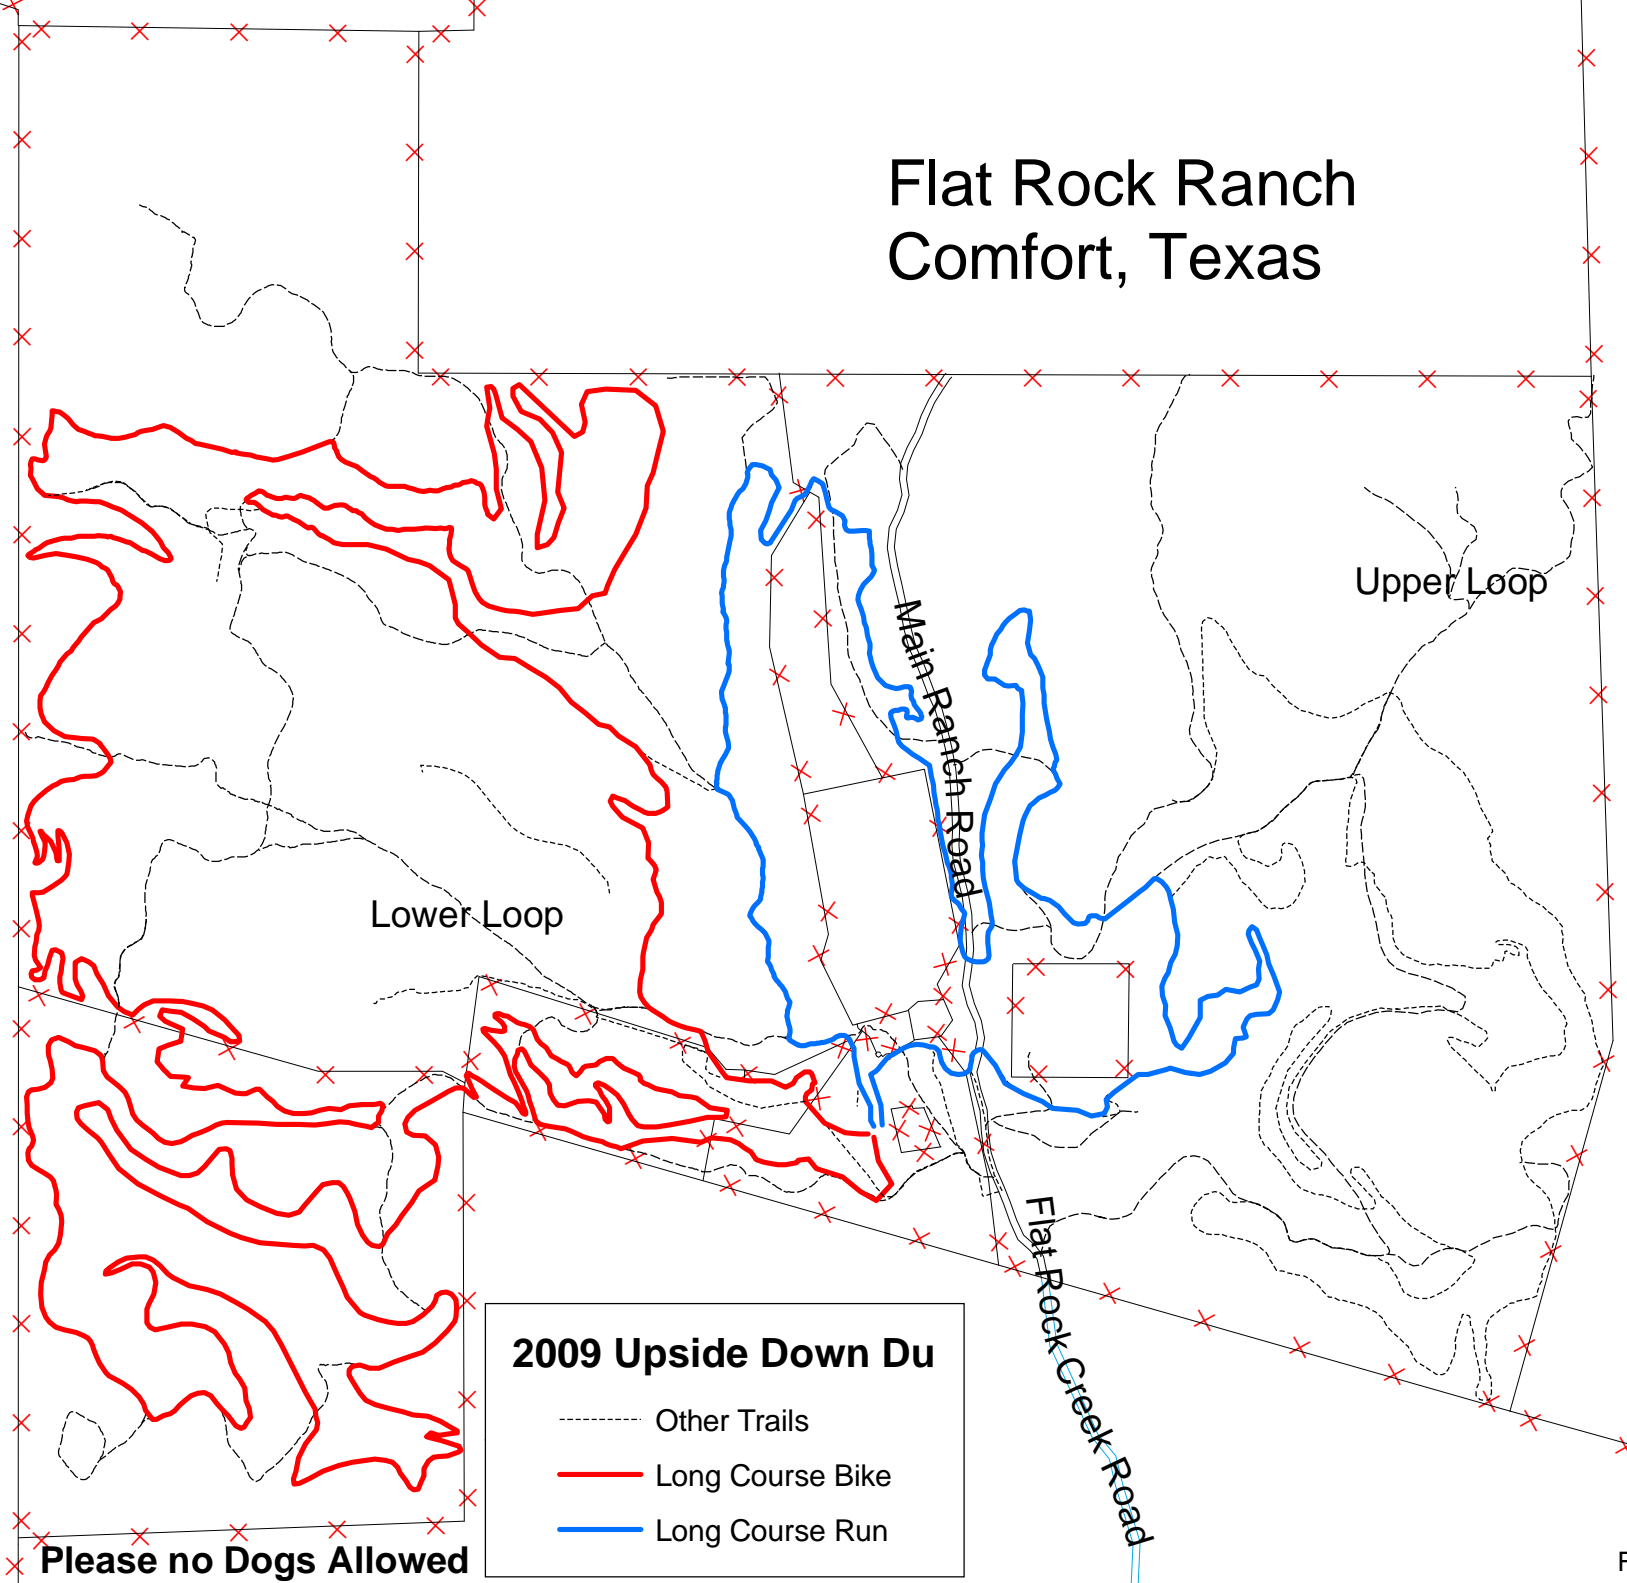 Flat Rock Ranch
Comfort, Texas
Upper Loop
Main Ranch Road
Lower Loop
Flat Rock Creek Road
2009 Upside Down Du
Other Trails
Long Course Bike
Long Course Run
Please no Dogs Allowed
F